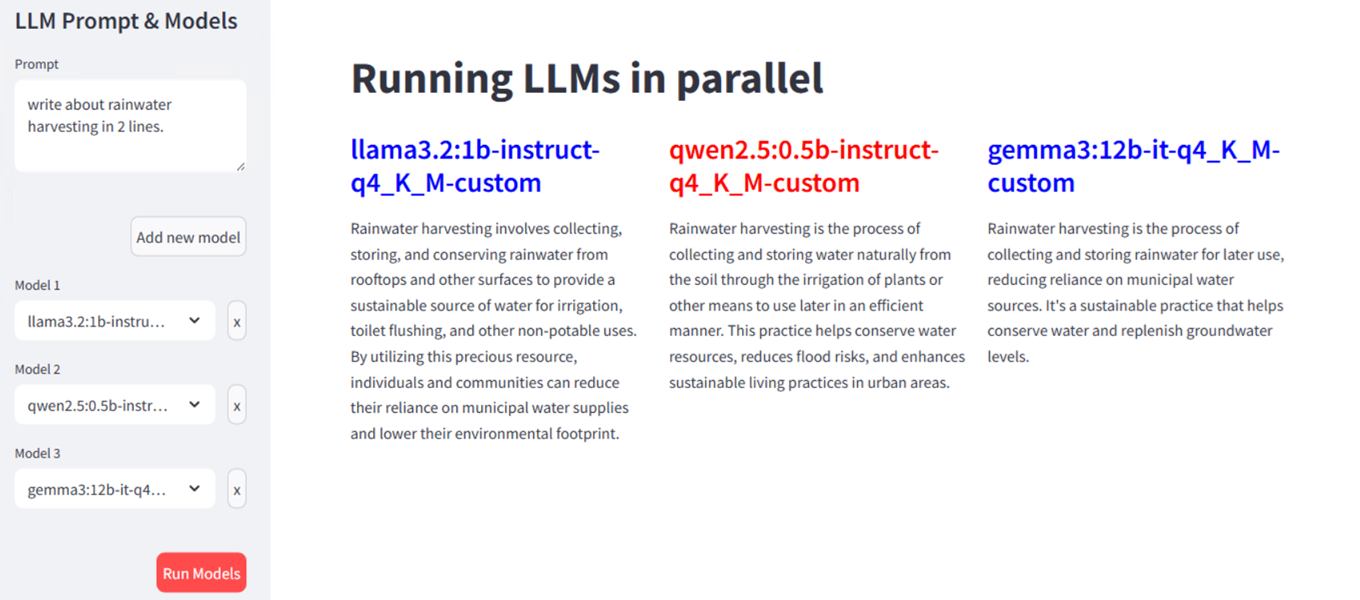 LLM Prompt & Models
Prompt
write about rainwater
harvesting in 2 lines.
Add new model
Model 1
llama3.2:1b-instru...
x
Model 2
qwen2.5:0.5b-instr...
x
Model 3
gemma3:12b-it-q4...
x
Run Models
Running LLMs in parallel
llama3.2:1b-instruct-
q4_K_M-custom
Rainwater harvesting involves collecting,
storing, and conserving rainwater from
rooftops and other surfaces to provide a
sustainable source of water for irrigation,
toilet flushing, and other non-potable uses.
By utilizing this precious resource,
individuals and communities can reduce
their reliance on municipal water supplies
and lower their environmental footprint.
qwen2.5:0.5b-instruct-
q4_K_M-custom
Rainwater harvesting is the process of
collecting and storing water naturally from
the soil through the irrigation of plants or
other means to use later in an efficient
manner. This practice helps conserve water
resources, reduces flood risks, and enhances
sustainable living practices in urban areas.
gemma3:12b-it-q4_K_M-
custom
Rainwater harvesting is the process of
collecting and storing rainwater for later use,
reducing reliance on municipal water
sources. It's a sustainable practice that helps
conserve water and replenish groundwater
levels.